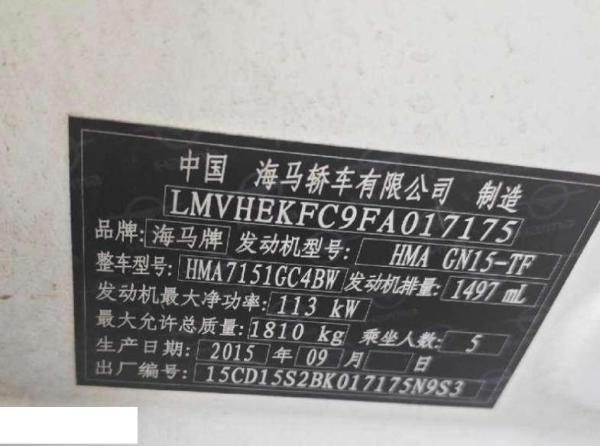 中国 海马轿车有限公司 制造
LMVHEKFC9FA017175
品牌: 海马牌 发动机型号: HMA GN15-TF
整车型号: HMA7151GC4BW 发动机排量: 1497 mL
发动机最大净功率: 113 kW
最大允许总质量: 1810 kg 乘坐人数: 5
生产日期: 2015 年 09 月 日
出厂编号: 15CD15S2BK017175N9S3